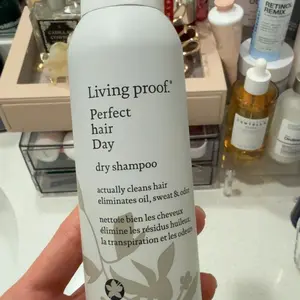 Living proof.®
Perfect
hair
Day
dry shampoo
actually cleans hair
eliminates oil, sweat & odor
nettoie bien les cheveux
élimine les résidus huileux,
la transpiration et les odeurs
RETINOL
REMIX